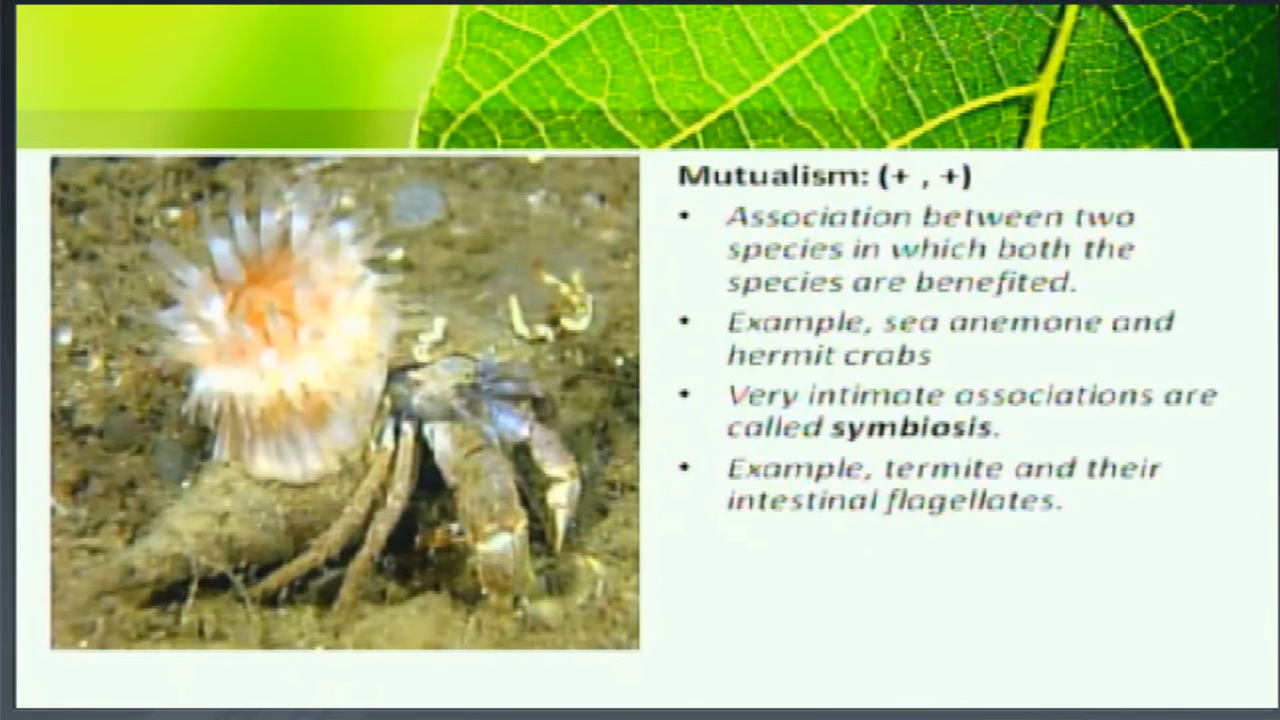 Mutualism: (+ , +)
• Association between two
species in which both the
species are benefited.
• Example, sea anemone and
hermit crabs
• Very intimate associations are
called symbiosis.
• Example, termite and their
intestinal flagellates.